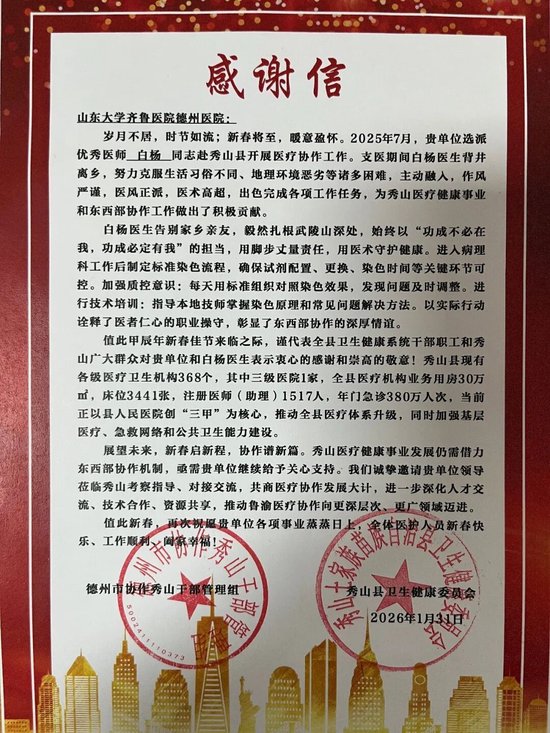 感谢信
山东大学齐鲁医院德州医院：
岁月不居，时节如流；新春将至，暖意盈怀。2025年7月，贵单位选派
优秀医师 白杨 同志赴秀山县开展医疗协作工作。支医期间白杨医生背井
离乡，努力克服生活习俗不同、地理环境恶劣等诸多困难，主动融入，作风
严谨，医风正派，医术高超，出色完成各项工作任务，为秀山医疗健康事业
和东西部协作工作做出了积极贡献。
白杨医生告别家乡亲友，毅然扎根武陵山深处，始终以“功成不必在
我，功成必定有我”的担当，用脚步丈量责任，用医术守护健康。进入病理
科工作后制定标准染色流程，确保试剂配置、更换、染色时间等关键环节可
控。加强质控意识：每天用标准组织对照染色效果，发现问题及时调整。进
行技术培训：指导本地技师掌握染色原理和常见问题解决方法。以实际行动
诠释了医者仁心的职业操守，彰显了东西部协作的深厚情谊。
值此甲辰年新春佳节来临之际，谨代表全县卫生健康系统干部职工和秀
山广大群众对贵单位和白杨医生表示衷心的感谢和崇高的敬意！秀山县现有
各级医疗卫生机构368个，其中三级医院1家，全县医疗机构业务用房30万
㎡，床位3441张，注册医师（助理）1517人，年门急诊380万人次，当前
正以县人民医院创“三甲”为核心，推动全县医疗体系升级，同时加强基层
医疗、急救网络和公共卫生能力建设。
展望未来，新春启新程，协作谱新篇。秀山医疗健康事业发展仍需借力
东西部协作机制，亟需贵单位继续给予关心支持。我们诚挚邀请贵单位领导
莅临秀山考察指导、对接交流，共商医疗协作发展大计，进一步深化人才交
流、技术合作、资源共享，推动鲁渝医疗协作向更深层次、更广领域迈进。
值此新春，再次祝愿贵单位各项事业蒸蒸日上，全体医护人员新春快
乐、工作顺利、阖家幸福！
德州市协作秀山干部管理组
秀山县卫生健康委员会
2026年1月31日
德州市协作秀山干部管理组
5002411110373
秀山土家族苗族自治县卫生健康委员会